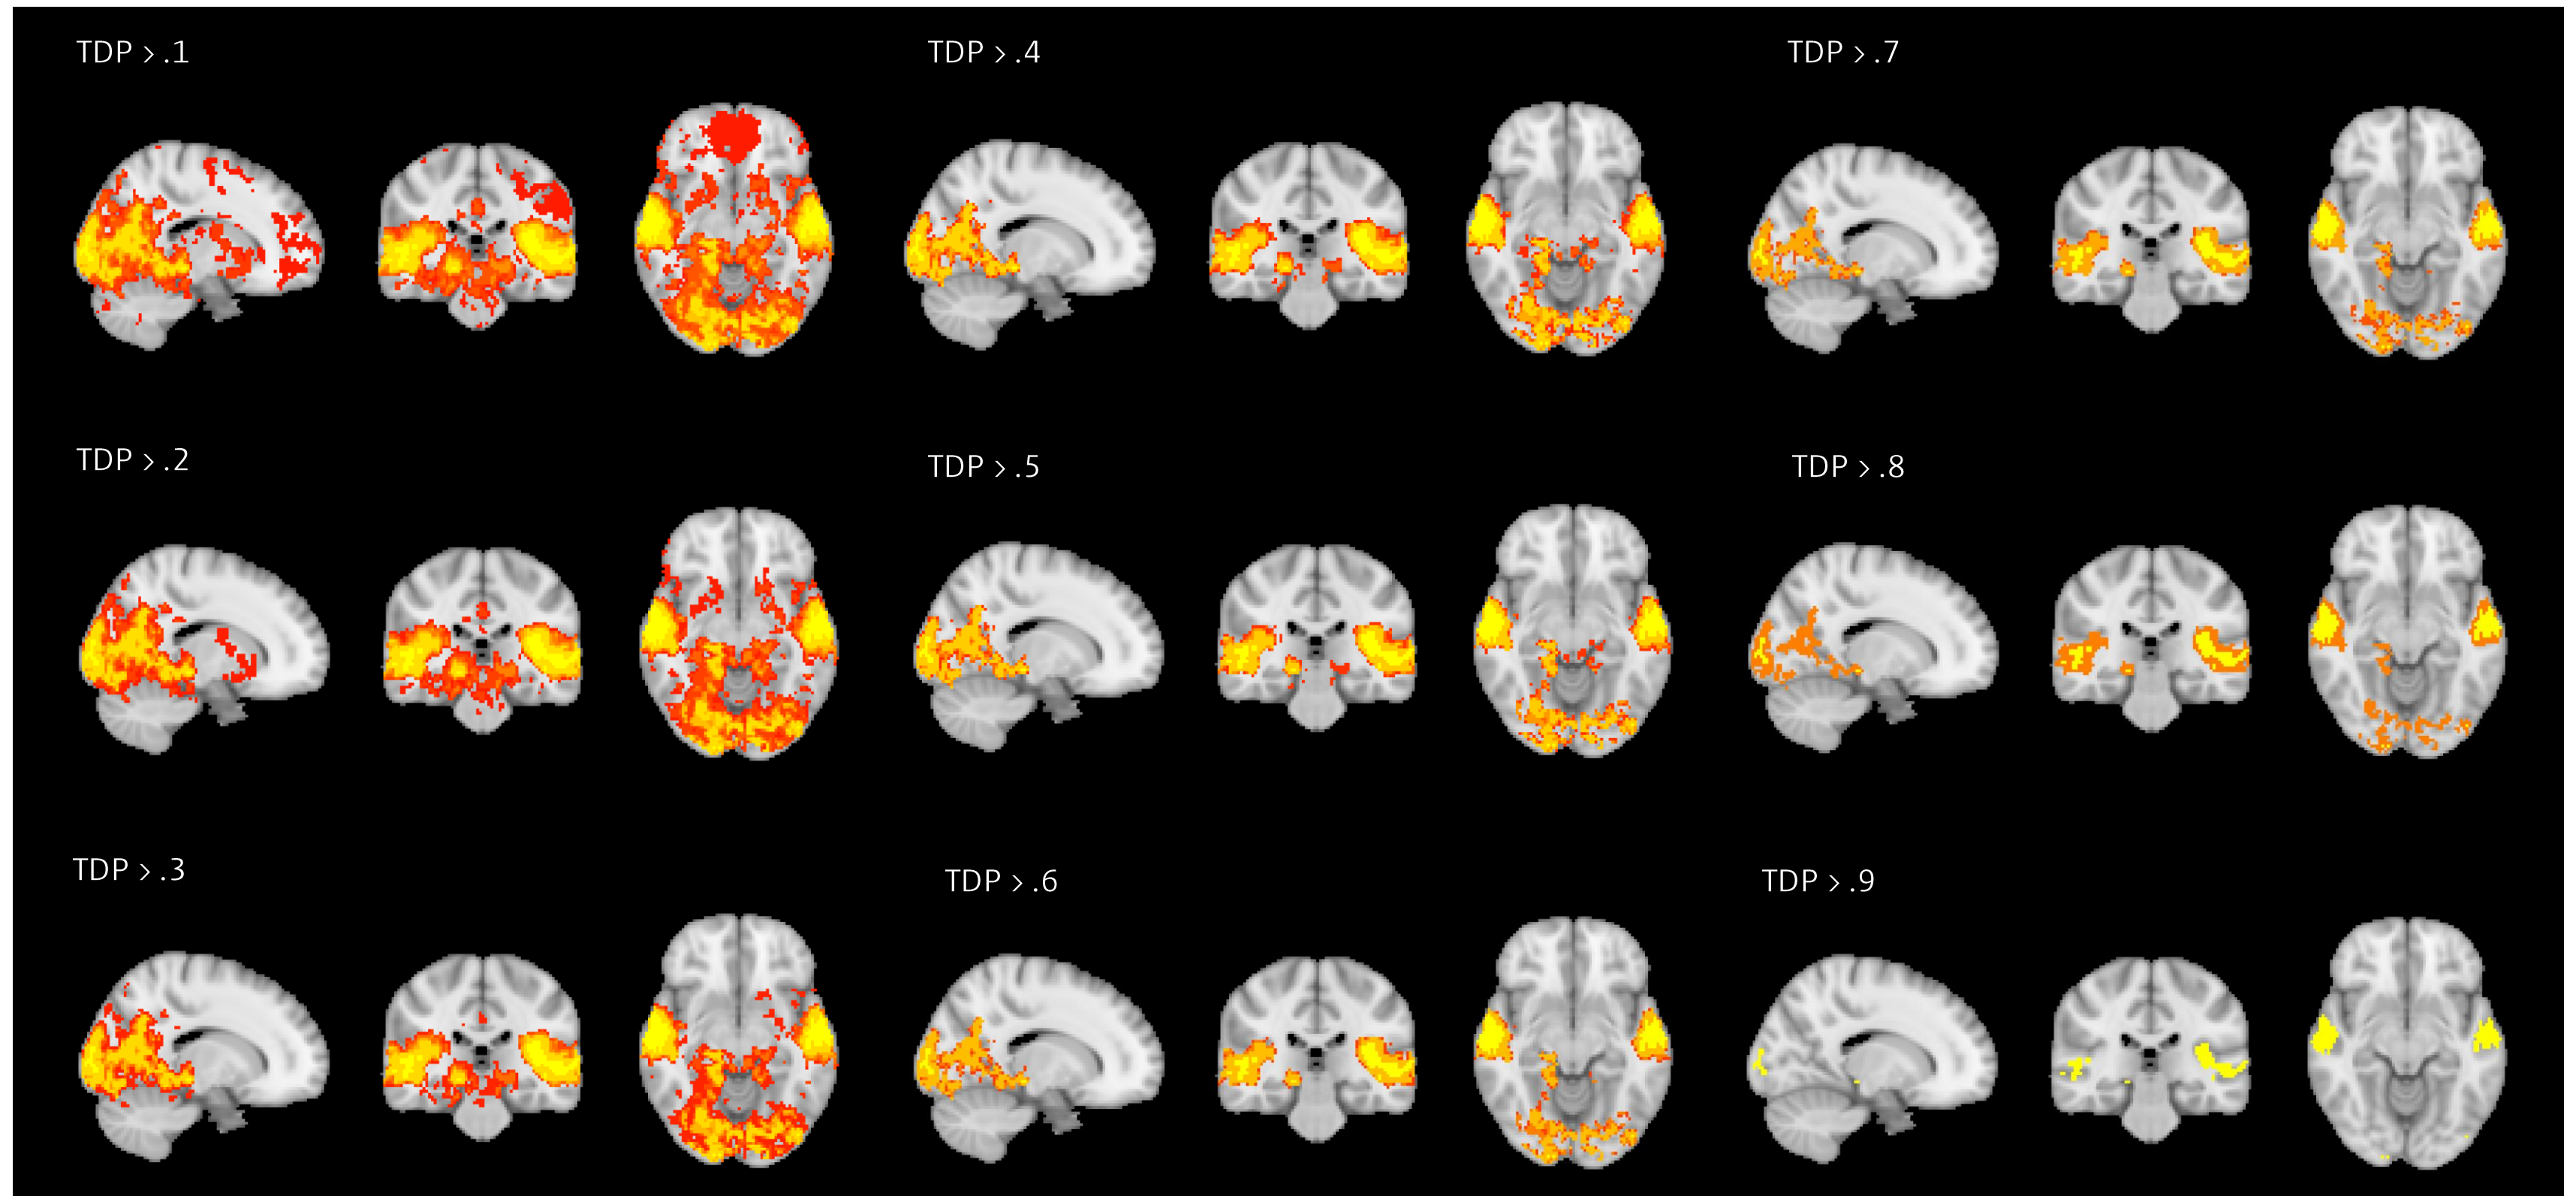 TDP > .1
TDP > .4
TDP > .7
TDP > .2
TDP > .5
TDP > .8
TDP > .3
TDP > .6
TDP > .9